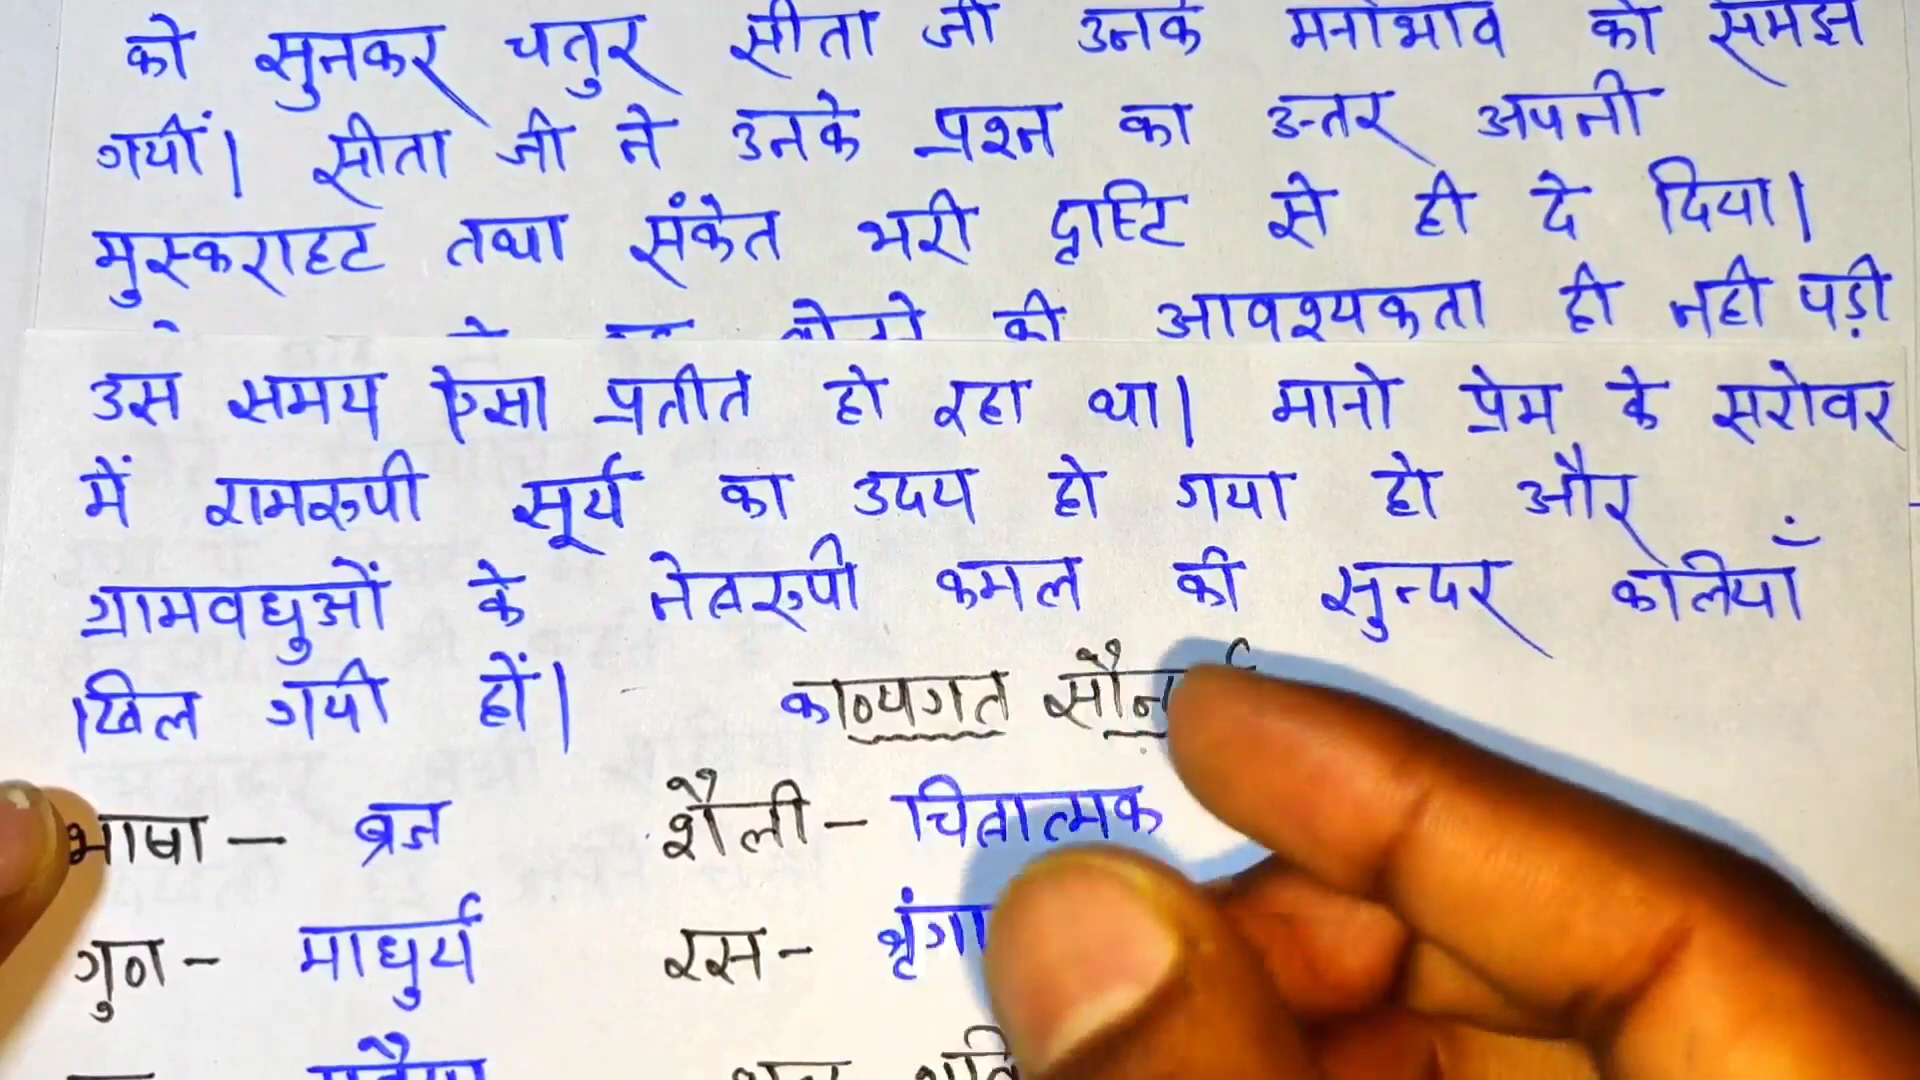 को सुनकर चतुर सीता जी उनके मनोभाव को समझ
गयीं। सीता जी ने उनके प्रश्न का उत्तर अपनी
मुस्कराहट तथा संकेत भरी दृष्टि से ही दे दिया।
की आवश्यकता ही नही पड़ी
उस समय ऐसा प्रतीत हो रहा था। मानो प्रेम के सरोवर
में रामरुपी सूर्य का उदय हो गया हो और
ग्रामवधुओं के नेत्ररुपी कमल की सुन्दर कलियाँ
खिल गयी हों।
काव्यगत सौन
भाषा – ब्रज शैली – चित्रात्मक
गुण – माधुर्य रस – श्रृंगा